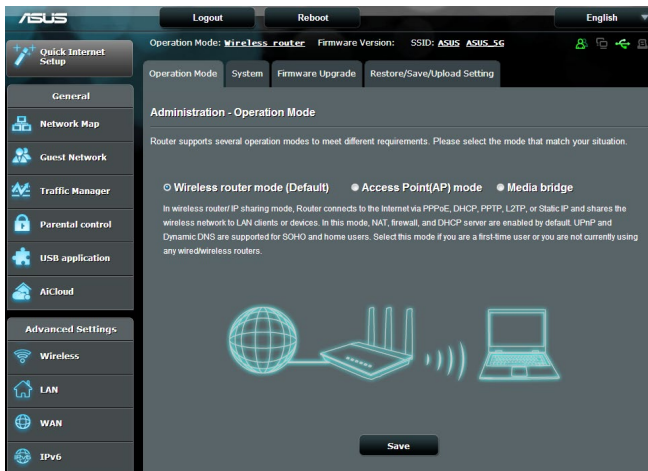 ASUS
Logout
Reboot
English
Quick Internet
Setup
Operation Mode: Wireless router Firmware Version: SSID: ASUS ASUS_5G
Operation Mode
System
Firmware Upgrade
Restore/Save/Upload Setting
General
Network Map
Guest Network
Traffic Manager
Parental control
USB application
AiCloud
Advanced Settings
Wireless
LAN
WAN
IPv6
Administration - Operation Mode
Router supports several operation modes to meet different requirements. Please select the mode that match your situation.
Wireless router mode (Default)
Access Point(AP) mode
Media bridge
In wireless router/ IP sharing mode, Router connects to the Internet via PPPoE, DHCP, PPTP, L2TP, or Static IP and shares the
wireless network to LAN clients or devices. In this mode, NAT, firewall, and DHCP server are enabled by default. UPnP and
Dynamic DNS are supported for SOHO and home users. Select this mode if you are a first-time user or you are not currently using
any wired/wireless routers.
Save